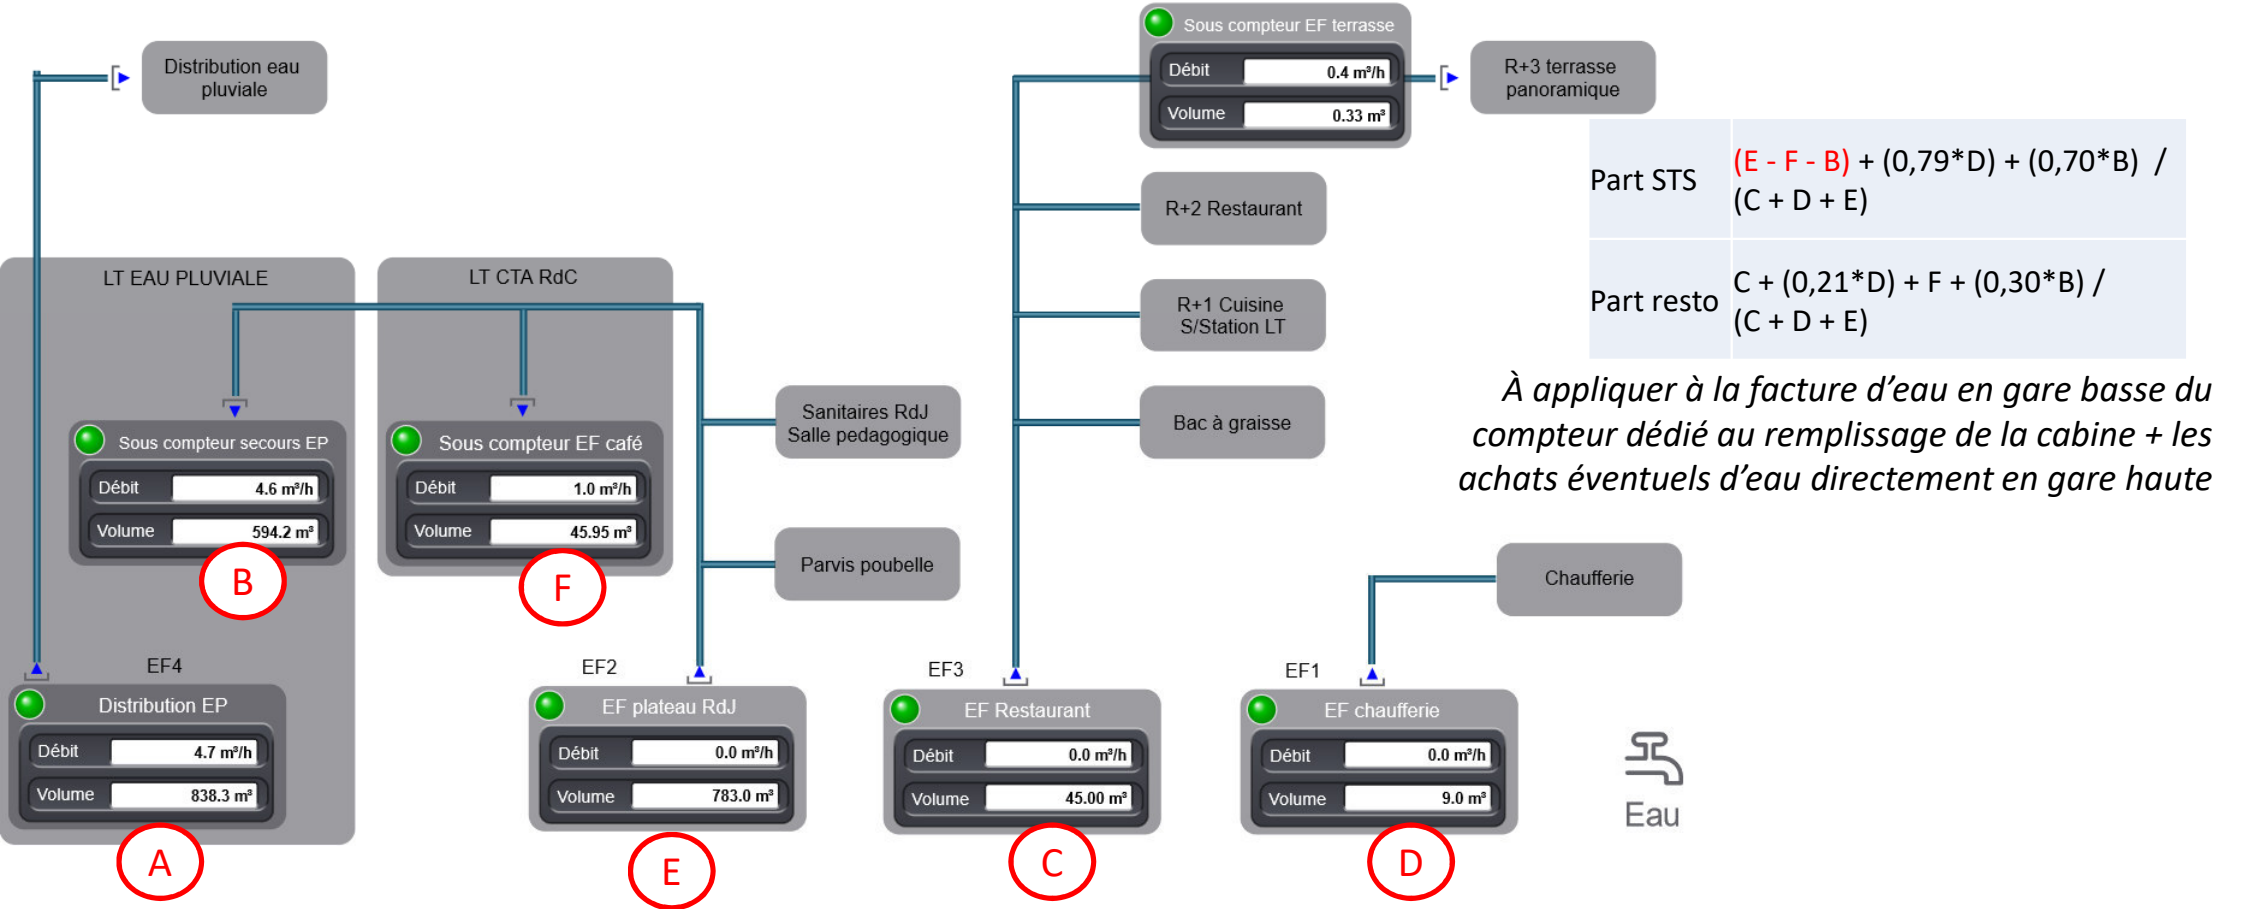 Distribution eau
pluviale
LT EAU PLUVIALE
Sous compteur secours EP
Débit 4.6 m³/h
Volume 594.2 m³
B
EF4
Distribution EP
Débit 4.7 m³/h
Volume 838.3 m³
A
LT CTA RdC
Sous compteur EF café
Débit 1.0 m³/h
Volume 45.95 m³
F
Sanitaires RdJ
Salle pedagogique
Parvis poubelle
EF2
EF plateau RdJ
Débit 0.0 m³/h
Volume 783.0 m³
E
Sous compteur EF terrasse
Débit 0.4 m³/h
Volume 0.33 m³
R+3 terrasse
panoramique
R+2 Restaurant
R+1 Cuisine
S/Station LT
Bac à graisse
EF3
EF Restaurant
Débit 0.0 m³/h
Volume 45.00 m³
C
Chaufferie
EF1
EF chaufferie
Débit 0.0 m³/h
Volume 9.0 m³
D
Part STS
(E - F - B) + (0,79*D) + (0,70*B) /
(C + D + E)
Part resto
C + (0,21*D) + F + (0,30*B) /
(C + D + E)
À appliquer à la facture d’eau en gare basse du
compteur dédié au remplissage de la cabine + les
achats éventuels d’eau directement en gare haute
Eau